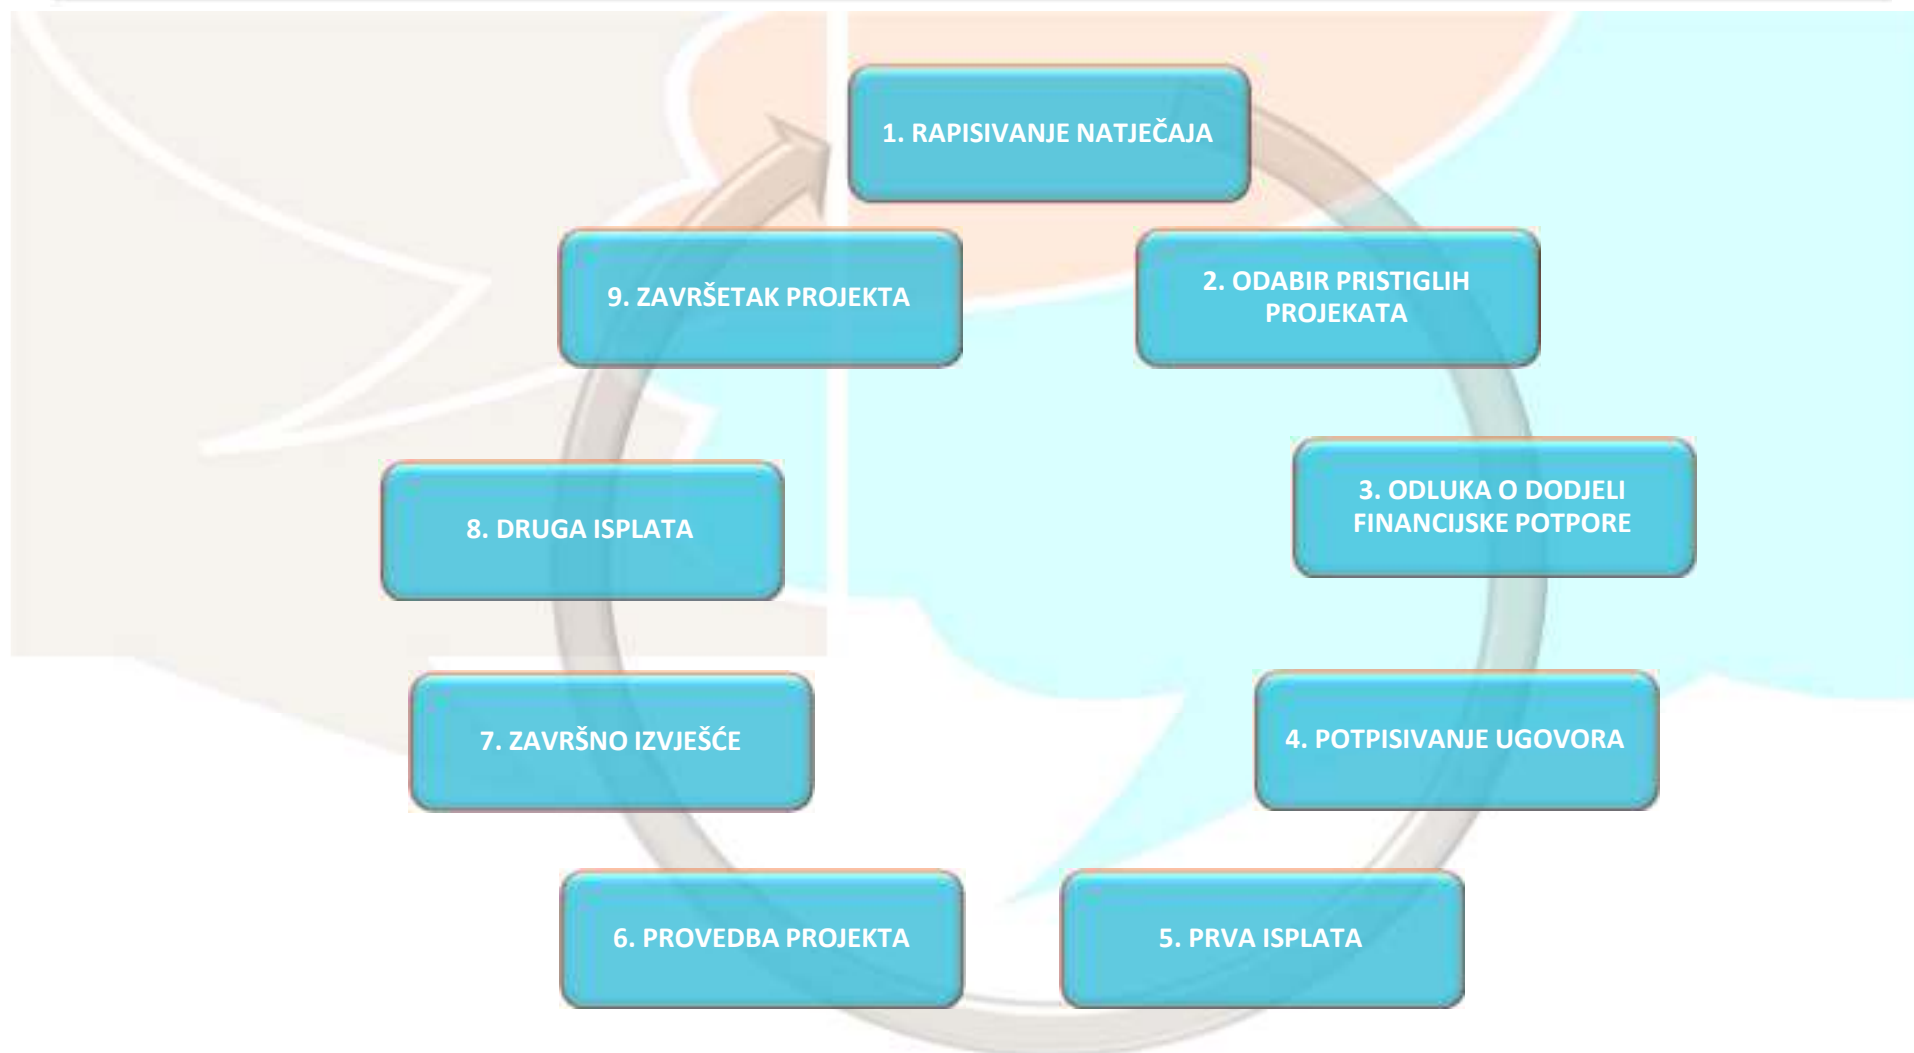 1. RAPISIVANJE NATJEČAJA
2. ODABIR PRISTIGLIH
PROJEKATA
3. ODLUKA O DODJELI
FINANCIJSKE POTPORE
4. POTPISIVANJE UGOVORA
5. PRVA ISPLATA
6. PROVEDBA PROJEKTA
7. ZAVRŠNO IZVJEŠĆE
8. DRUGA ISPLATA
9. ZAVRŠETAK PROJEKTA